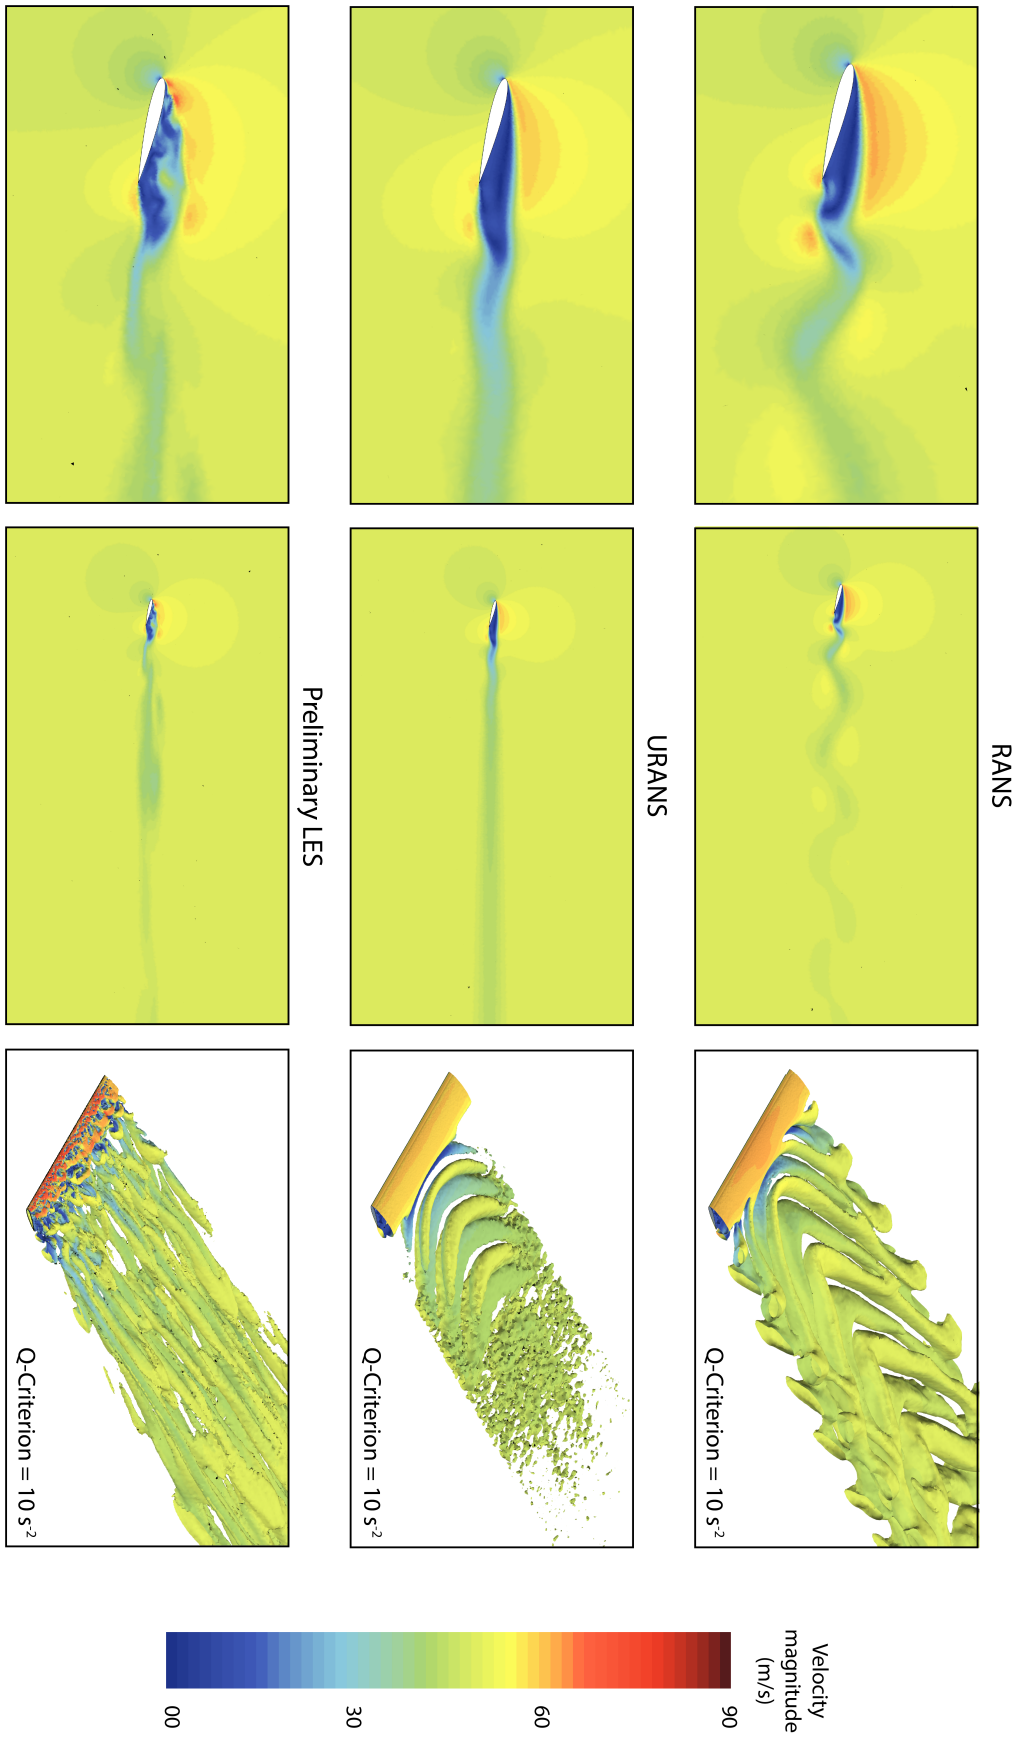 RANS
Q-Criterion = 10 s-2
URANS
Q-Criterion = 10 s-2
Preliminary LES
Q-Criterion = 10 s-2
Velocity
magnitude
(m/s)
90
60
30
00